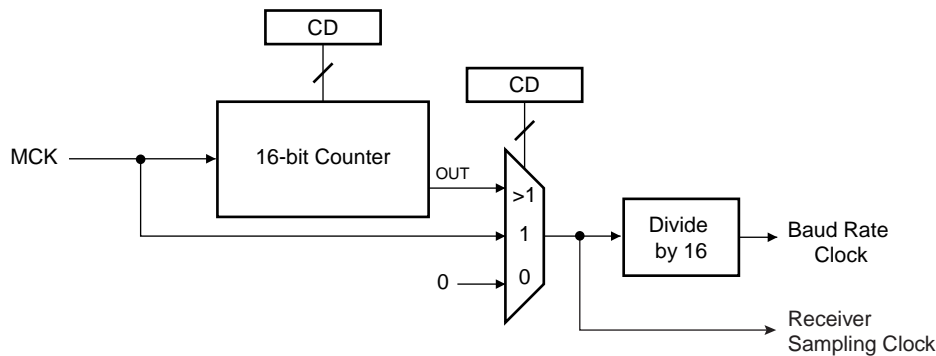 CD
CD
MCK
16-bit Counter
OUT
>1
1
0
0
Divide
by 16
Baud Rate
Clock
Receiver
Sampling Clock